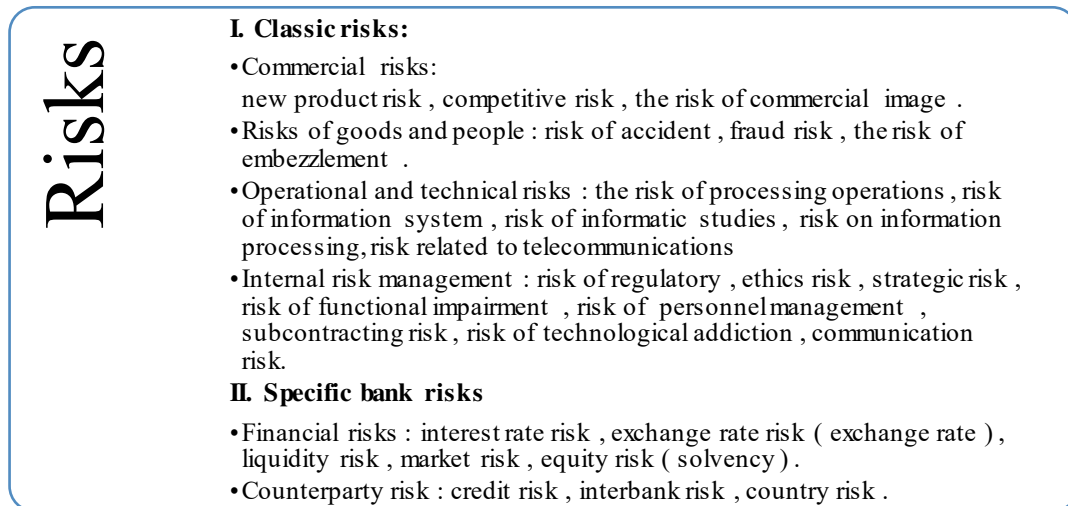 Risks
I. Classic risks:
•Commercial risks:
new product risk , competitive risk , the risk of commercial image .
•Risks of goods and people : risk of accident , fraud risk , the risk of
embezzlement .
•Operational and technical risks : the risk of processing operations , risk
of information system , risk of informatic studies , risk on information
processing, risk related to telecommunications
•Internal risk management : risk of regulatory , ethics risk , strategic risk ,
risk of functional impairment , risk of personnel management ,
subcontracting risk , risk of technological addiction , communication
risk.
II. Specific bank risks
•Financial risks : interest rate risk , exchange rate risk ( exchange rate ) ,
liquidity risk , market risk , equity risk ( solvency ) .
•Counterparty risk : credit risk , interbank risk , country risk .